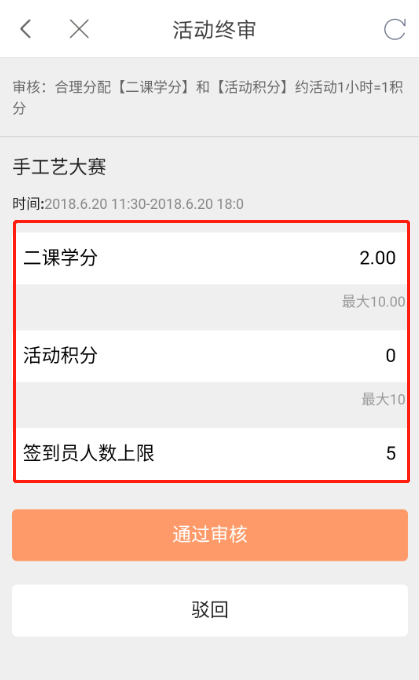 活动终审
审核：合理分配【二课学分】和【活动积分】约活动1小时=1积
分
手工艺大赛
时间:2018.6.20 11:30-2018.6.20 18:0
二课学分 2.00
最大10.00
活动积分 0
最大10
签到员人数上限 5
通过审核
驳回